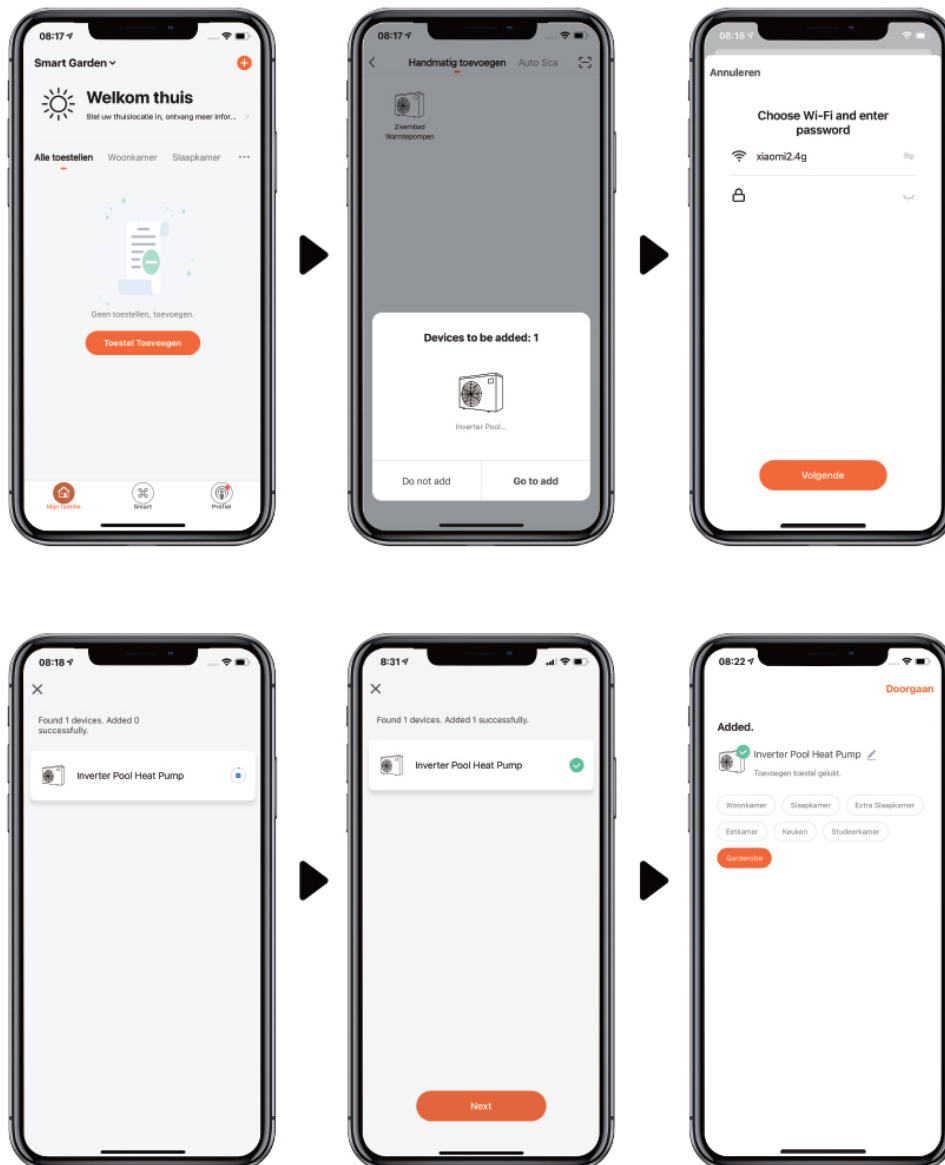 08:17
Smart Garden
Welkom thuis
Stel uw thuislocatie in, ontvang meer infor...
Alle toestellen Woonkamer Slaapkamer
Geen toestellen, toevoegen.
Toestel Toevoegen
Mijn familie Smart Profiel
08:17
Handmatig toevoegen Auto Sca
Zwembad
Warmtepompen
Devices to be added: 1
Inverter Pool...
Do not add Go to add
08:18
Annuleren
Choose Wi-Fi and enter
password
xiaomi2.4g
Volgende
08:18
Found 1 devices. Added 0
successfully.
Inverter Pool Heat Pump
8:31
Found 1 devices. Added 1 successfully.
Inverter Pool Heat Pump
Next
08:22
Doorgaan
Added.
Inverter Pool Heat Pump
Toevoegen toestel gelukt.
Woonkamer Slaapkamer Extra Slaapkamer
Eetkamer Keuken Studeerkamer
Garderobe